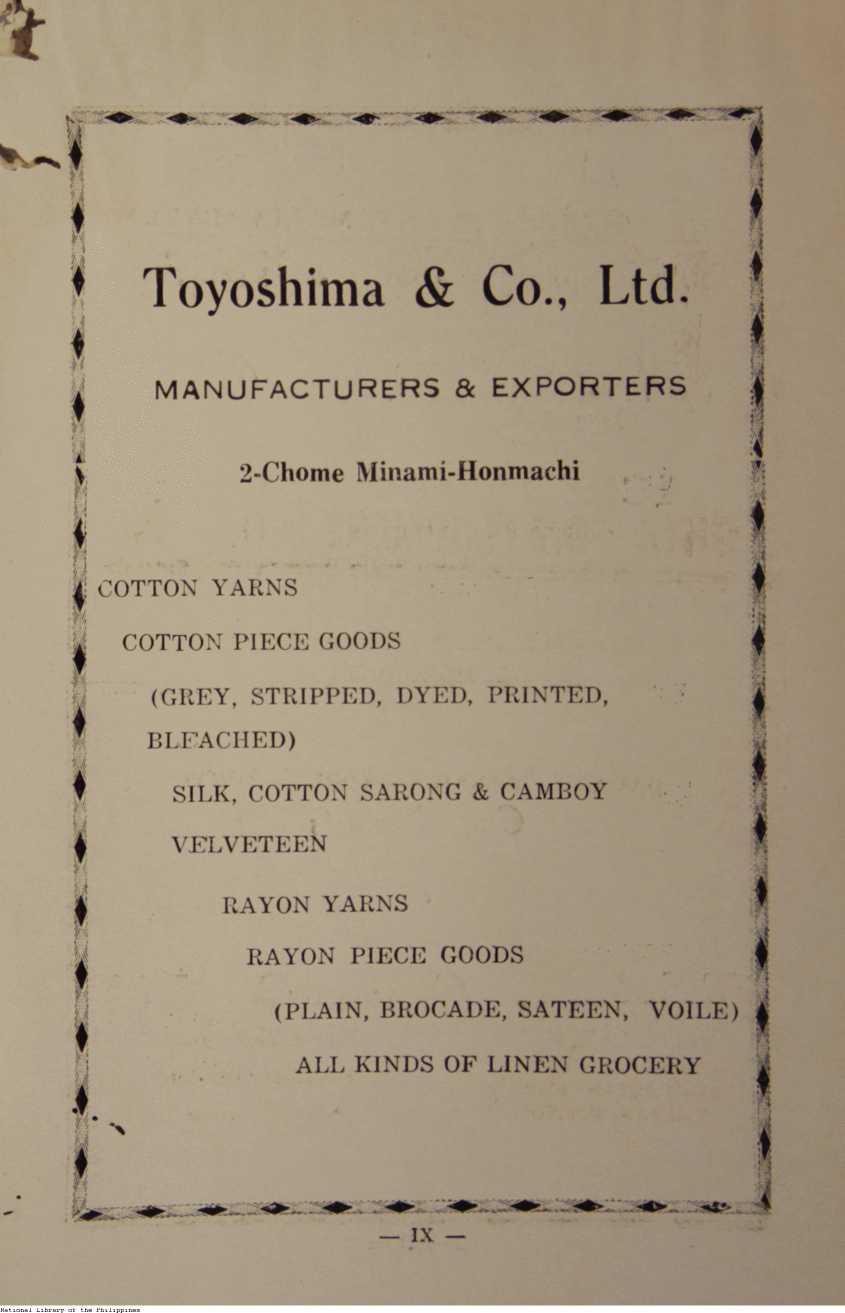 Toyoshima & Co., Ltd.
MANUFACTURERS & EXPORTERS
2-Chome Minami-Honmachi
COTTON YARNS
COTTON PIECE GOODS
(GREY, STRIPPED, DYED, PRINTED,
BLEACHED)
SILK, COTTON SARONG & CAMBOY
VELVETEEN
RAYON YARNS
RAYON PIECE GOODS
(PLAIN, BROCADE, SATEEN, VOILE)
ALL KINDS OF LINEN GROCERY
— IX —
National Library of the Philippines